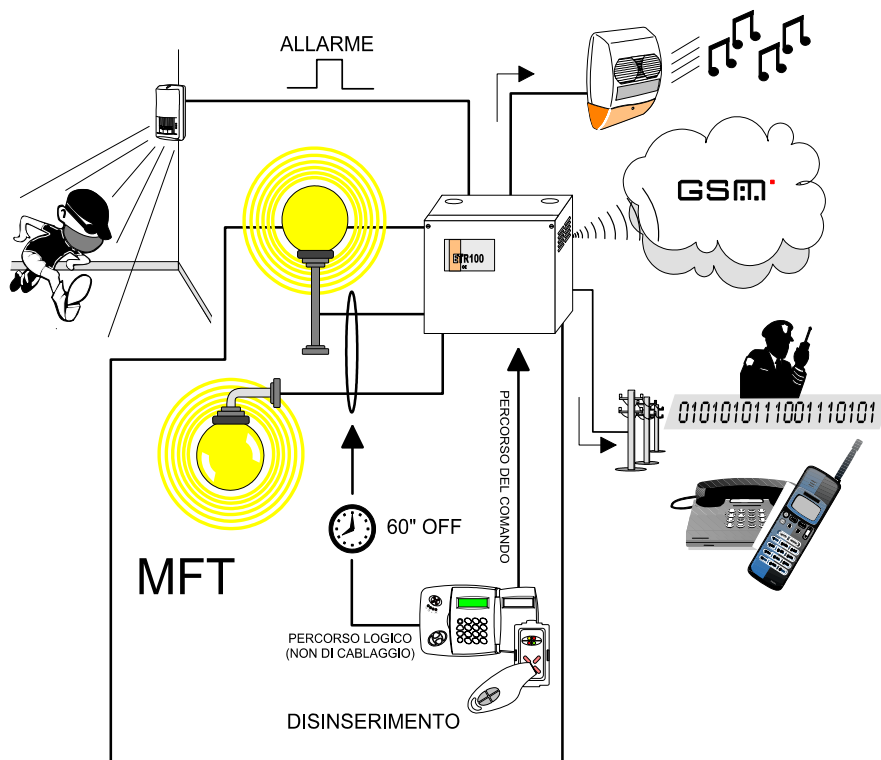 ALLARME
GSM
ETR100
PERCORSO DEL COMANDO
0101010111001110101
60" OFF
MFT
PERCORSO LOGICO
(NON DI CABLAGGIO)
DISINSERIMENTO